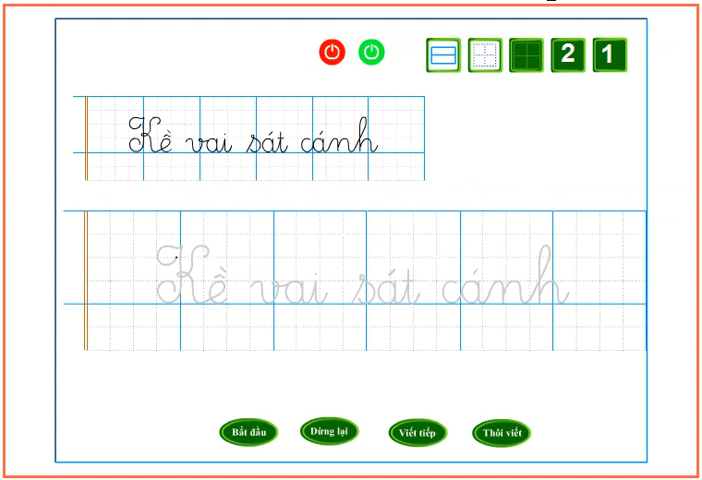 2 1
Kề vai sát cánh
Kề vai sát cánh
Bắt đầu Dừng lại Viết tiếp Thôi viết